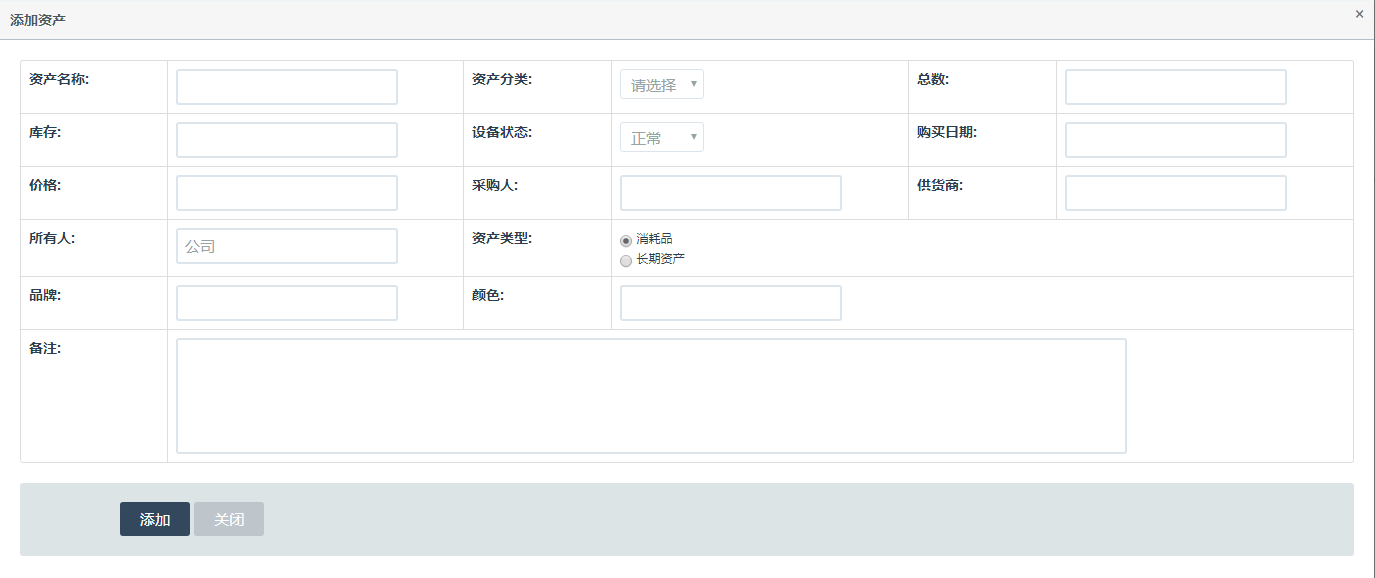 添加资产
×
资产名称: 资产分类: 请选择 总数:
库存: 设备状态: 正常 购买日期:
价格: 采购人: 供货商:
所有人: 公司 资产类型: 消耗品
长期资产
品牌: 颜色:
备注:
添加 关闭